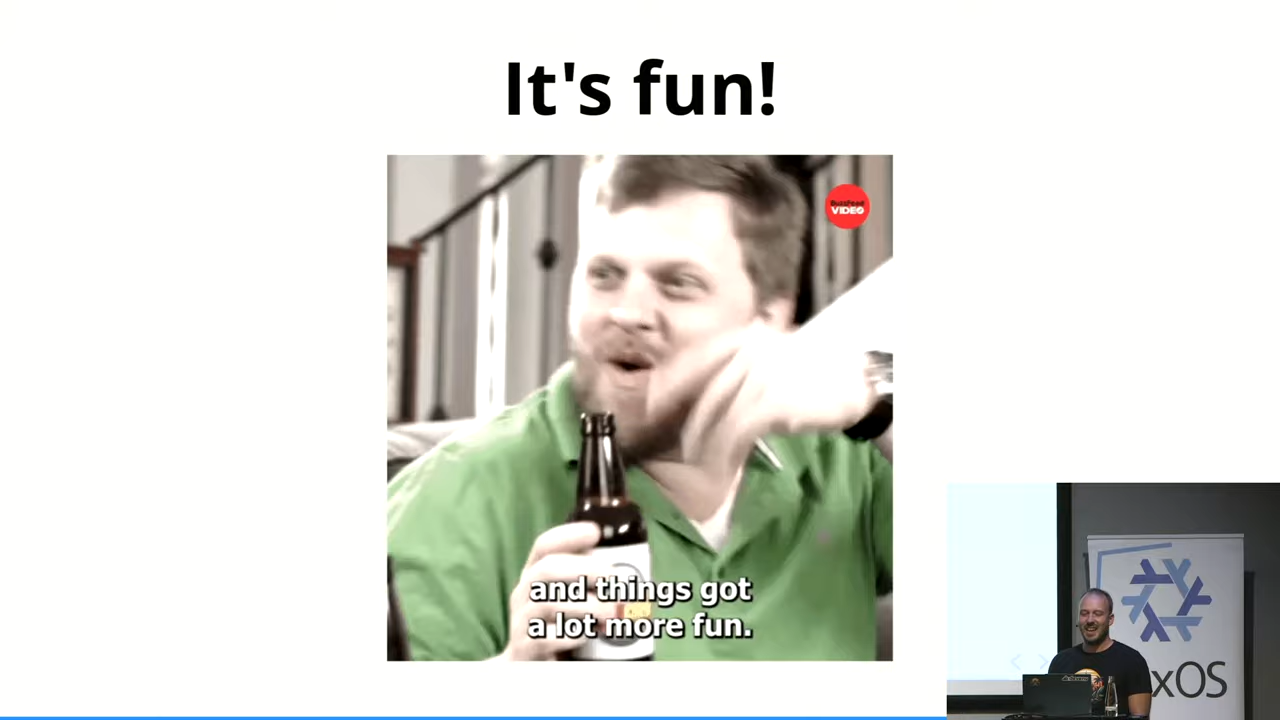 It's fun!
BuzzFeed
VIDEO
and things got
a lot more fun.
xOS